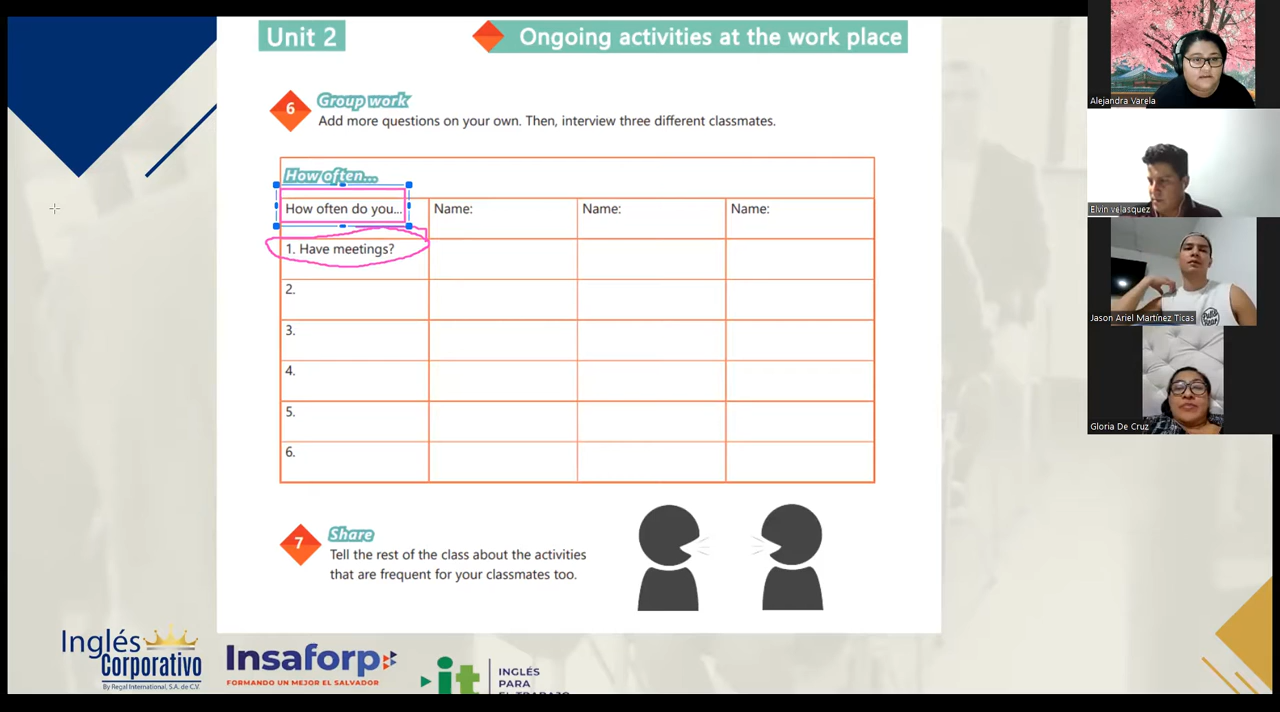 Unit 2
Ongoing activities at the work place
6
Group work
Add more questions on your own. Then, interview three different classmates.
How often...
How often do you...
Name:
Name:
Name:
1. Have meetings?
2.
3.
4.
5.
6.
7
Share
Tell the rest of the class about the activities
that are frequent for your classmates too.
Inglés
Corporativo
By Regal International, S.A. de C.V.
Insaforp
FORMANDO UN MEJOR EL SALVADOR
it
INGLÉS
PARA
EL TRABAJO
Alejandra Varela
Elvin velasquez
Jason Ariel Martínez Ticas
Gloria De Cruz